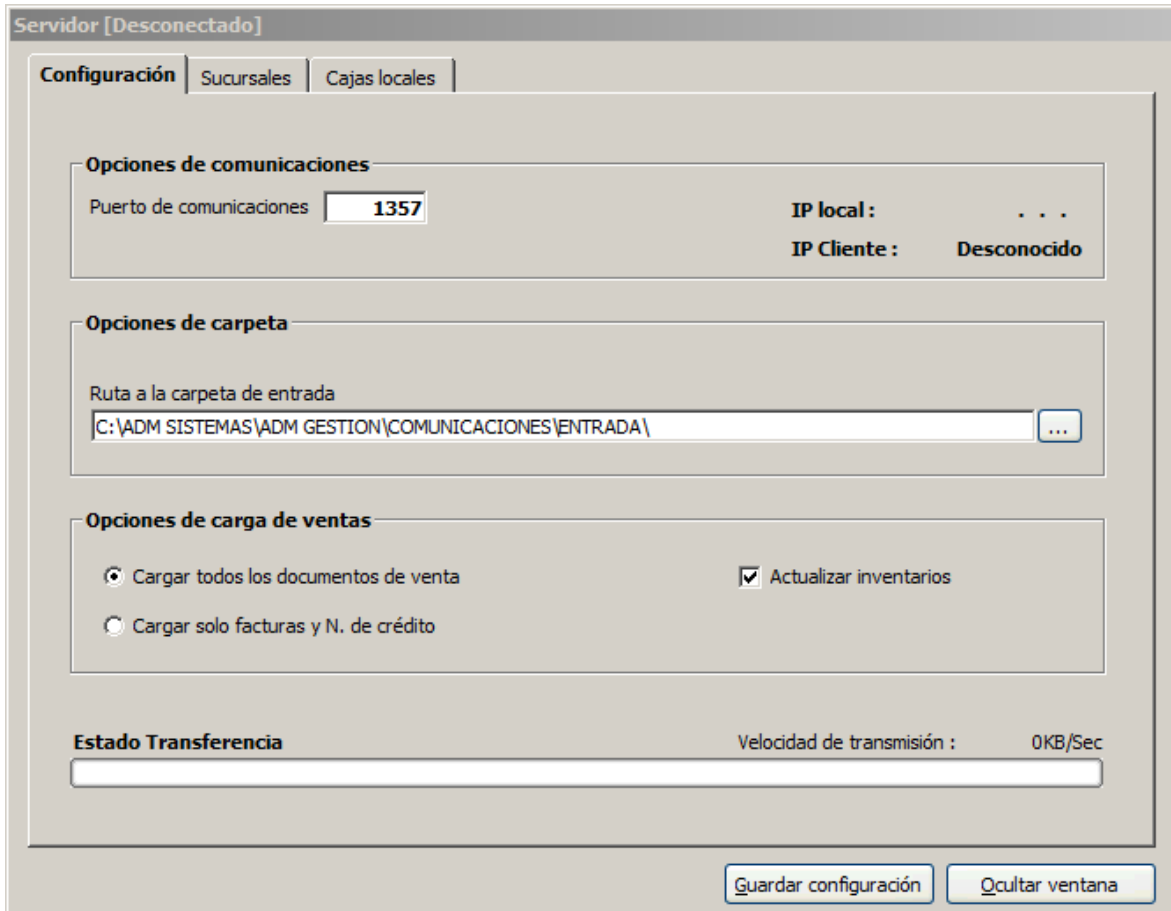 Servidor [Desconectado]
Configuración Sucursales Cajas locales
Opciones de comunicaciones
Puerto de comunicaciones 1357 IP local : . . .
IP Cliente : Desconocido
Opciones de carpeta
Ruta a la carpeta de entrada
C:\ADM SISTEMAS\ADM GESTION\COMUNICACIONES\ENTRADA\ ...
Opciones de carga de ventas
Cargar todos los documentos de venta Actualizar inventarios
Cargar solo facturas y N. de crédito
Estado Transferencia Velocidad de transmisión : 0KB/Sec
Guardar configuración Ocultar ventana